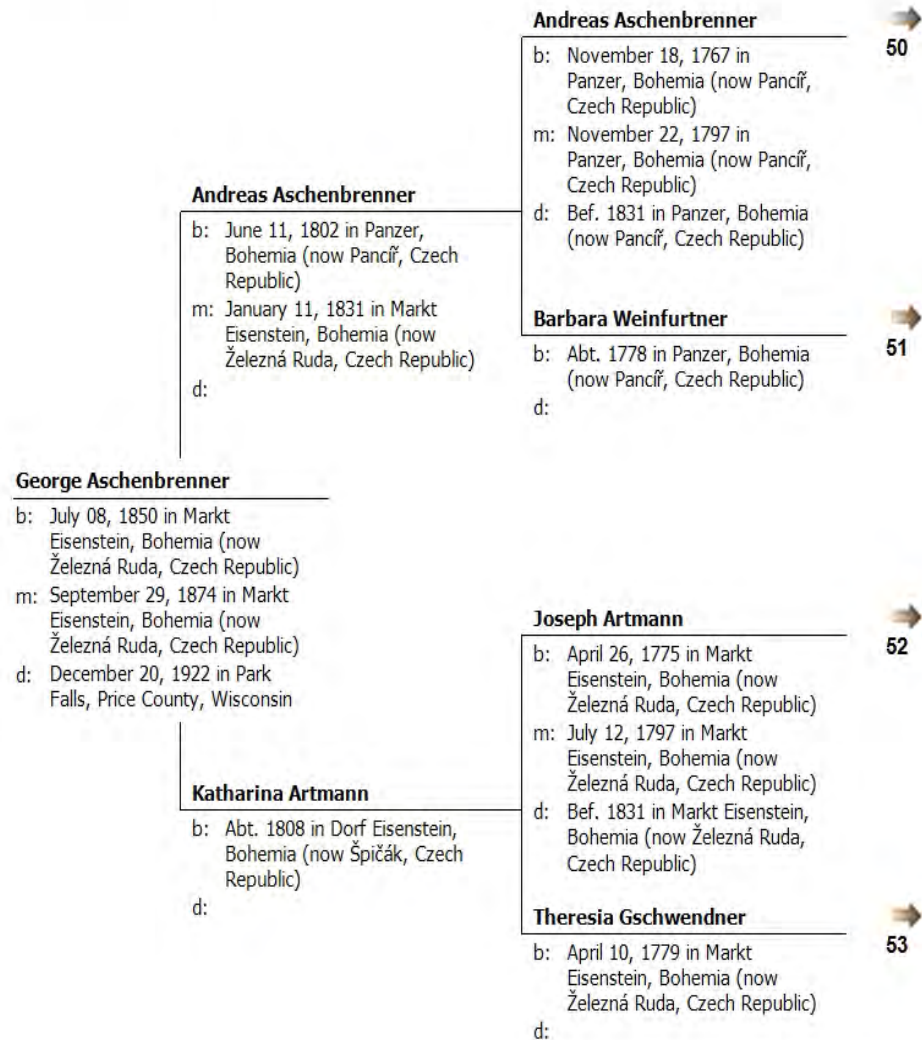 Andreas Aschenbrenner
50
b: November 18, 1767 in
Panzer, Bohemia (now Pancíř,
Czech Republic)
m: November 22, 1797 in
Panzer, Bohemia (now Pancíř,
Czech Republic)
d: Bef. 1831 in Panzer, Bohemia
(now Pancíř, Czech Republic)
Andreas Aschenbrenner
b: June 11, 1802 in Panzer,
Bohemia (now Pancíř, Czech
Republic)
m: January 11, 1831 in Markt
Eisenstein, Bohemia (now
Železná Ruda, Czech Republic)
d:
Barbara Weinfurtner
51
b: Abt. 1778 in Panzer, Bohemia
(now Pancíř, Czech Republic)
d:
George Aschenbrenner
b: July 08, 1850 in Markt
Eisenstein, Bohemia (now
Železná Ruda, Czech Republic)
m: September 29, 1874 in Markt
Eisenstein, Bohemia (now
Železná Ruda, Czech Republic)
d: December 20, 1922 in Park
Falls, Price County, Wisconsin
Joseph Artmann
52
b: April 26, 1775 in Markt
Eisenstein, Bohemia (now
Železná Ruda, Czech Republic)
m: July 12, 1797 in Markt
Eisenstein, Bohemia (now
Železná Ruda, Czech Republic)
d: Bef. 1831 in Markt Eisenstein,
Bohemia (now Železná Ruda,
Czech Republic)
Katharina Artmann
b: Abt. 1808 in Dorf Eisenstein,
Bohemia (now Špičák, Czech
Republic)
d:
Theresia Gschwendner
53
b: April 10, 1779 in Markt
Eisenstein, Bohemia (now
Železná Ruda, Czech Republic)
d: